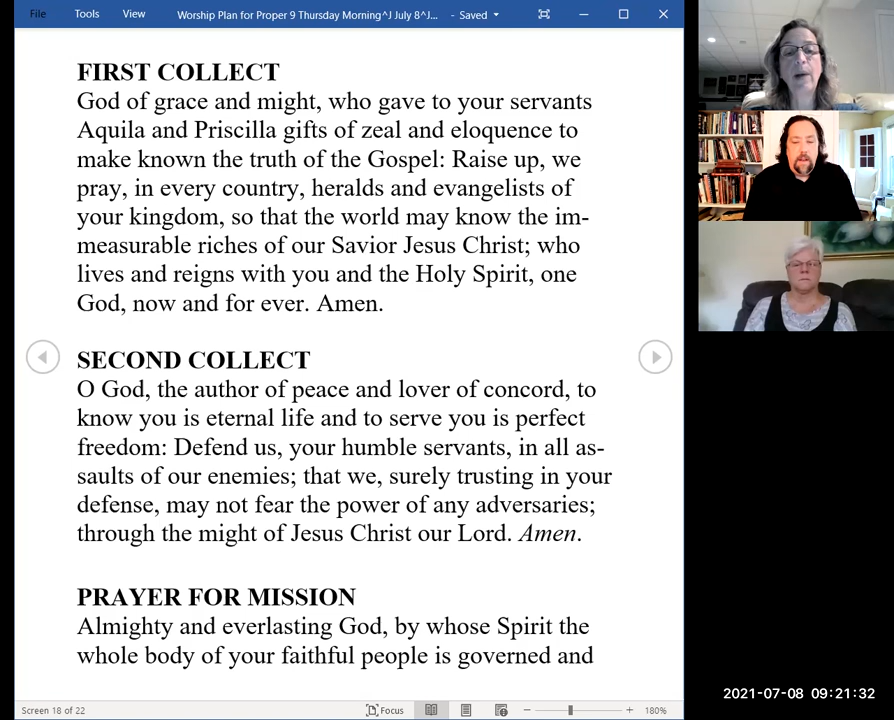 File Tools View Worship Plan for Proper 9 Thursday Morning^J July 8^J... - Saved
FIRST COLLECT
God of grace and might, who gave to your servants
Aquila and Priscilla gifts of zeal and eloquence to
make known the truth of the Gospel: Raise up, we
pray, in every country, heralds and evangelists of
your kingdom, so that the world may know the im-
measurable riches of our Savior Jesus Christ; who
lives and reigns with you and the Holy Spirit, one
God, now and for ever. Amen.
SECOND COLLECT
O God, the author of peace and lover of concord, to
know you is eternal life and to serve you is perfect
freedom: Defend us, your humble servants, in all as-
saults of our enemies; that we, surely trusting in your
defense, may not fear the power of any adversaries;
through the might of Jesus Christ our Lord. Amen.
PRAYER FOR MISSION
Almighty and everlasting God, by whose Spirit the
whole body of your faithful people is governed and
Screen 18 of 22 Focus 180%
2021-07-08 09:21:32